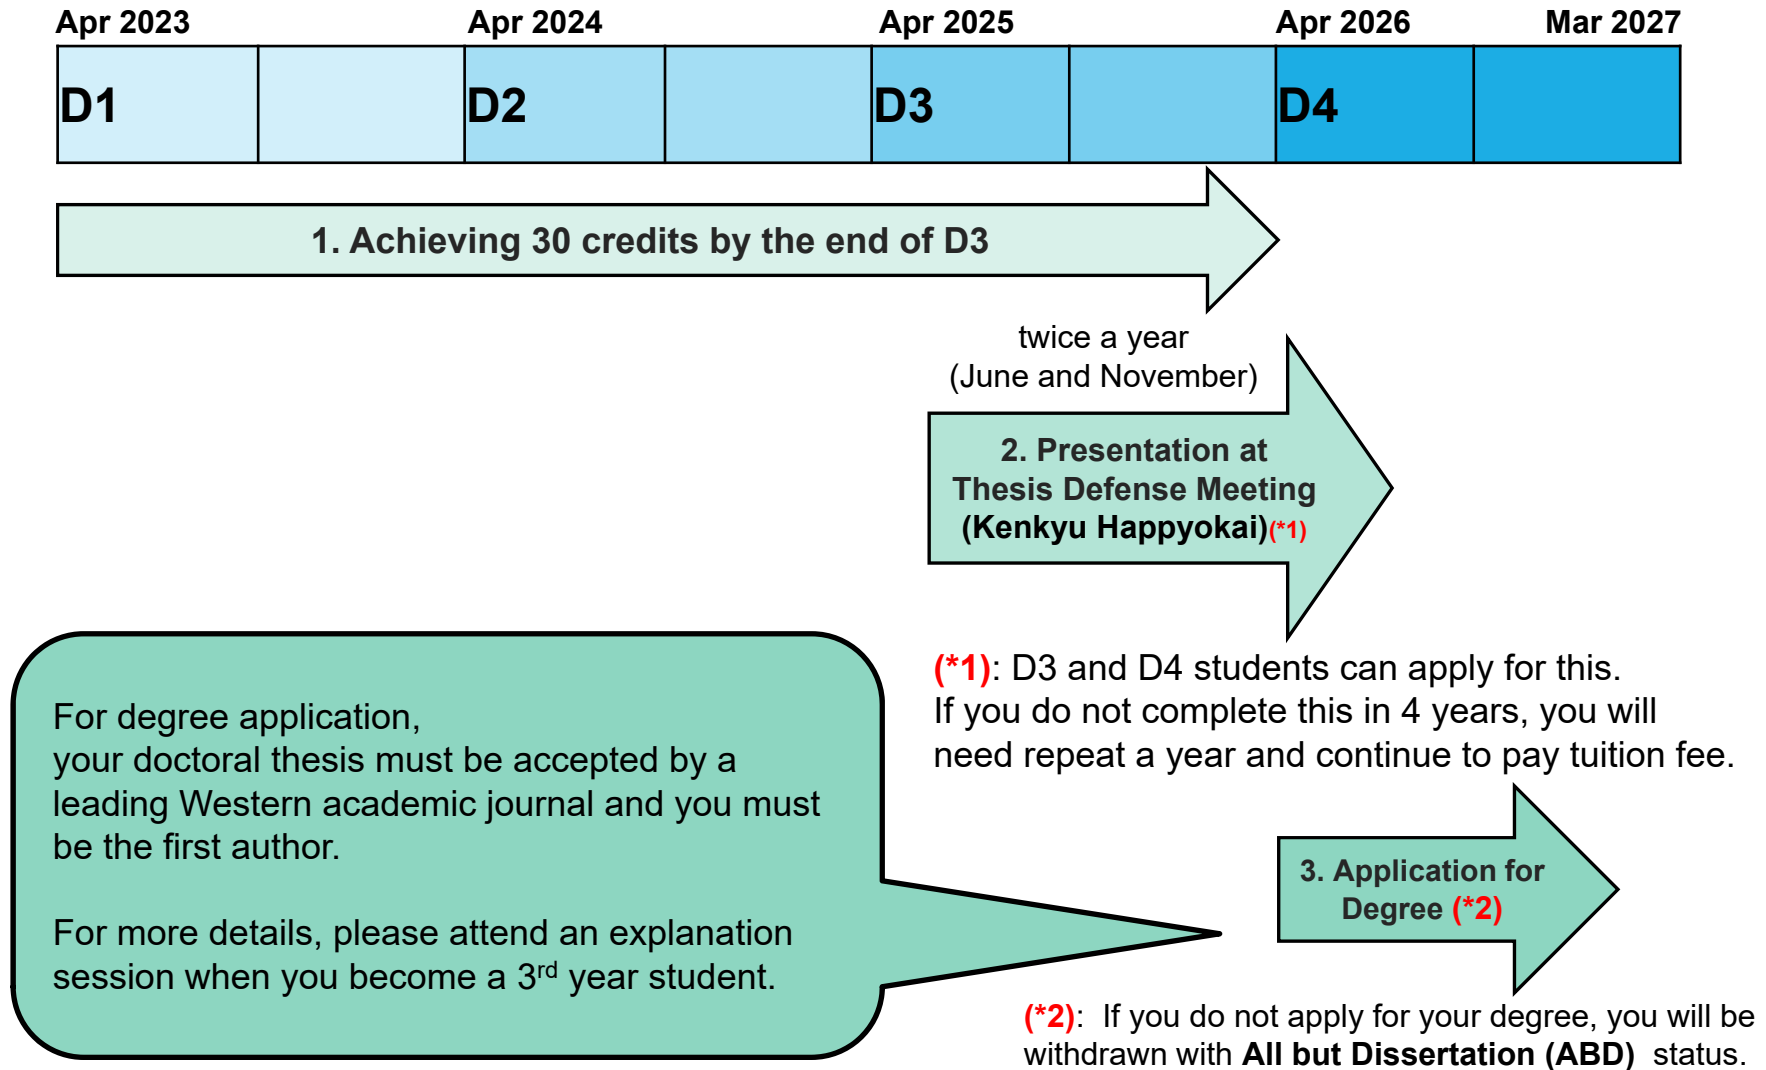 Apr 2023 Apr 2024 Apr 2025 Apr 2026 Mar 2027
D1 D2 D3 D4
1. Achieving 30 credits by the end of D3
twice a year
(June and November)
2. Presentation at
Thesis Defense Meeting
(Kenkyu Happyokai)(*1)
(*1): D3 and D4 students can apply for this.
If you do not complete this in 4 years, you will
need repeat a year and continue to pay tuition fee.
For degree application,
your doctoral thesis must be accepted by a
leading Western academic journal and you must
be the first author.
For more details, please attend an explanation
session when you become a 3rd year student.
3. Application for
Degree (*2)
(*2): If you do not apply for your degree, you will be
withdrawn with All but Dissertation (ABD) status.